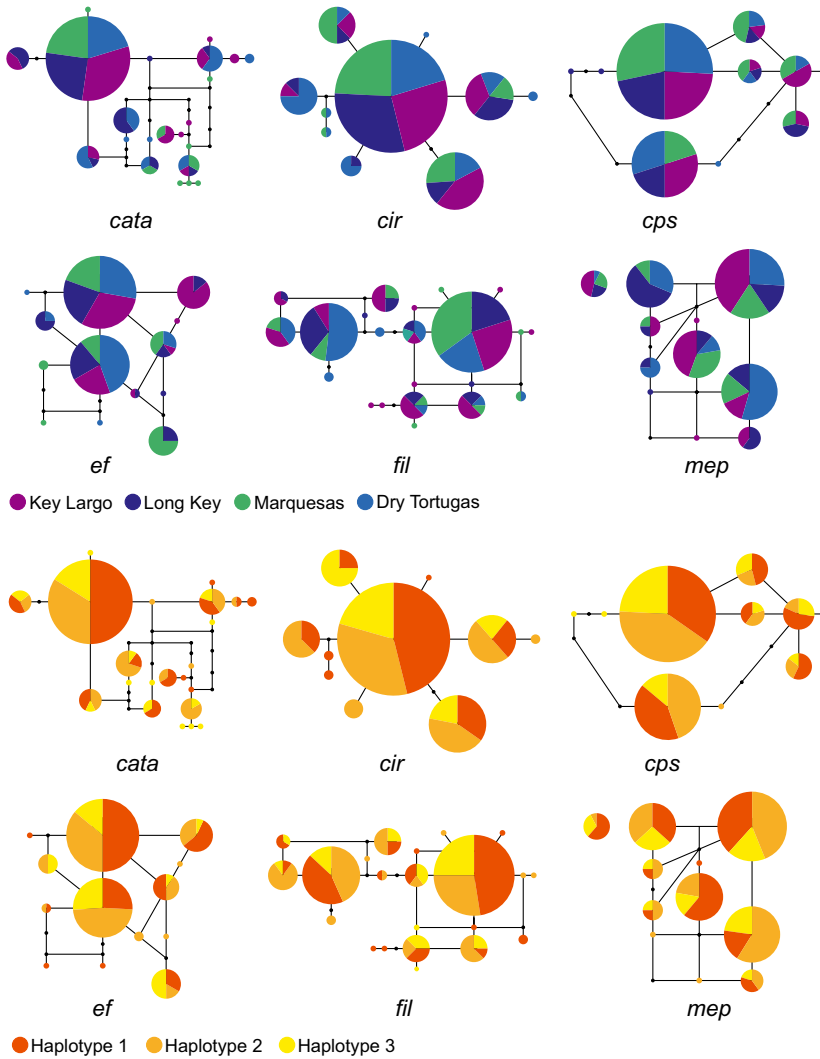 cata cir cps
ef fil mep
Key Largo Long Key Marquesas Dry Tortugas
cata cir cps
ef fil mep
Haplotype 1 Haplotype 2 Haplotype 3